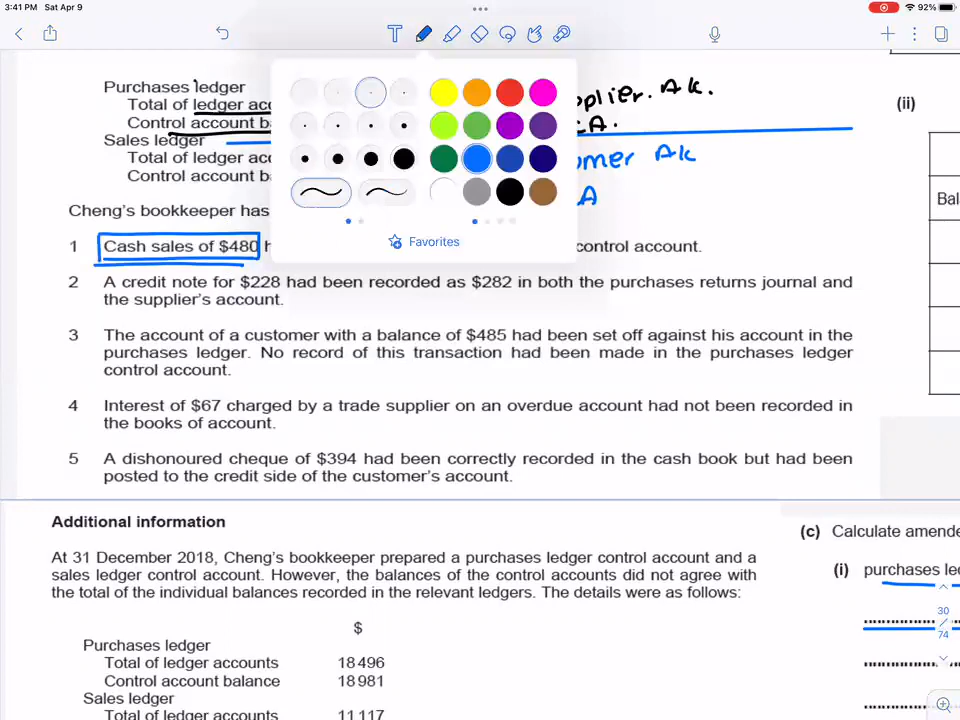 3:41 PM Sat Apr 9
92%
Purchases ledger
Total of ledger acc
Control account b
Sales ledger
Total of ledger acc
Control account ba
pplier. Ak.
CA.
omer Ak
A
(ii)
Bala
Cheng's bookkeeper has
Favorites
1 Cash sales of $480 h control account.
2 A credit note for $228 had been recorded as $282 in both the purchases returns journal and
the supplier's account.
3 The account of a customer with a balance of $485 had been set off against his account in the
purchases ledger. No record of this transaction had been made in the purchases ledger
control account.
4 Interest of $67 charged by a trade supplier on an overdue account had not been recorded in
the books of account.
5 A dishonoured cheque of $394 had been correctly recorded in the cash book but had been
posted to the credit side of the customer's account.
Additional information
At 31 December 2018, Cheng's bookkeeper prepared a purchases ledger control account and a
sales ledger control account. However, the balances of the control accounts did not agree with
the total of the individual balances recorded in the relevant ledgers. The details were as follows:
$
Purchases ledger
Total of ledger accounts 18 496
Control account balance 18 981
Sales ledger
Total of ledger accounts 11 117
(c) Calculate amende
(i) purchases led
30
74